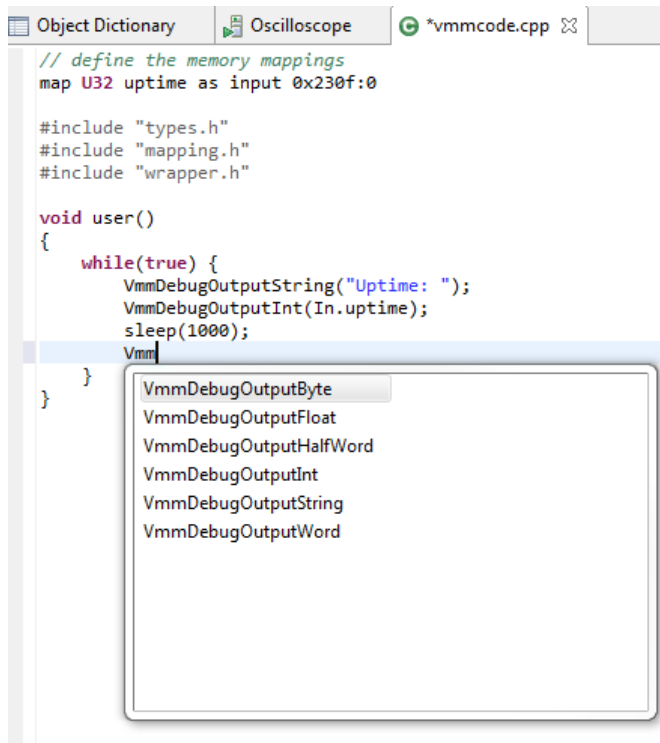 Object Dictionary Oscilloscope *vmmcode.cpp
// define the memory mappings
map U32 uptime as input 0x230f:0
#include "types.h"
#include "mapping.h"
#include "wrapper.h"
void user()
{
while(true) {
VmmDebugOutputString("Uptime: ");
VmmDebugOutputInt(In.uptime);
sleep(1000);
Vmm
}
}
VmmDebugOutputByte
VmmDebugOutputFloat
VmmDebugOutputHalfWord
VmmDebugOutputInt
VmmDebugOutputString
VmmDebugOutputWord